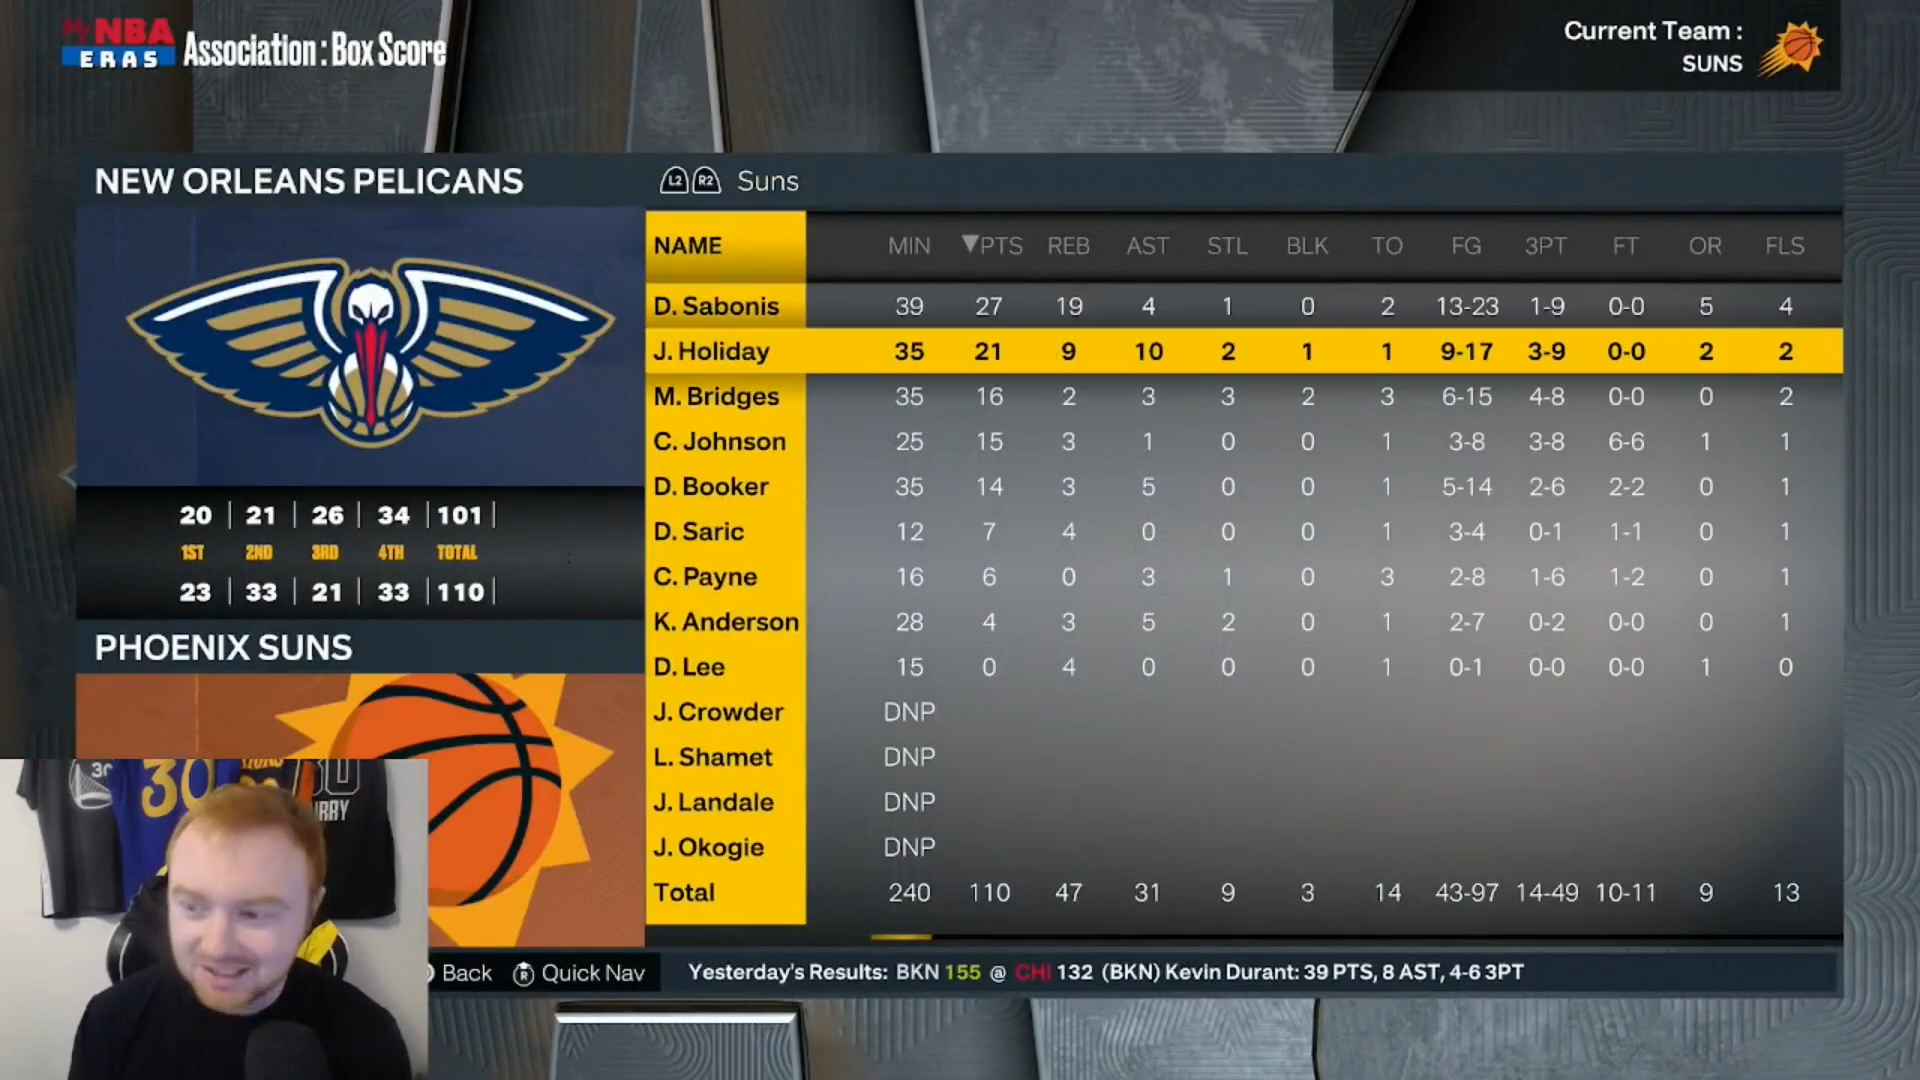 My NBA
ERAS
Association : Box Score
Current Team :
SUNS
NEW ORLEANS PELICANS
L2 R2 Suns
NAME MIN ▼PTS REB AST STL BLK TO FG 3PT FT OR FLS
D. Sabonis 39 27 19 4 1 0 2 13-23 1-9 0-0 5 4
J. Holiday 35 21 9 10 2 1 1 9-17 3-9 0-0 2 2
M. Bridges 35 16 2 3 3 2 3 6-15 4-8 0-0 0 2
C. Johnson 25 15 3 1 0 0 1 3-8 3-8 6-6 1 1
D. Booker 35 14 3 5 0 0 1 5-14 2-6 2-2 0 1
D. Saric 12 7 4 0 0 0 1 3-4 0-1 1-1 0 1
C. Payne 16 6 0 3 1 0 3 2-8 1-6 1-2 0 1
K. Anderson 28 4 3 5 2 0 1 2-7 0-2 0-0 0 1
D. Lee 15 0 4 0 0 0 1 0-1 0-0 0-0 1 0
J. Crowder DNP
L. Shamet DNP
J. Landale DNP
J. Okogie DNP
Total 240 110 47 31 9 3 14 43-97 14-49 10-11 9 13
20 | 21 | 26 | 34 | 101 |
1ST 2ND 3RD 4TH TOTAL
23 | 33 | 21 | 33 | 110 |
PHOENIX SUNS
30
30
Back R Quick Nav
Yesterday's Results: BKN 155 @ CHI 132 (BKN) Kevin Durant: 39 PTS, 8 AST, 4-6 3PT